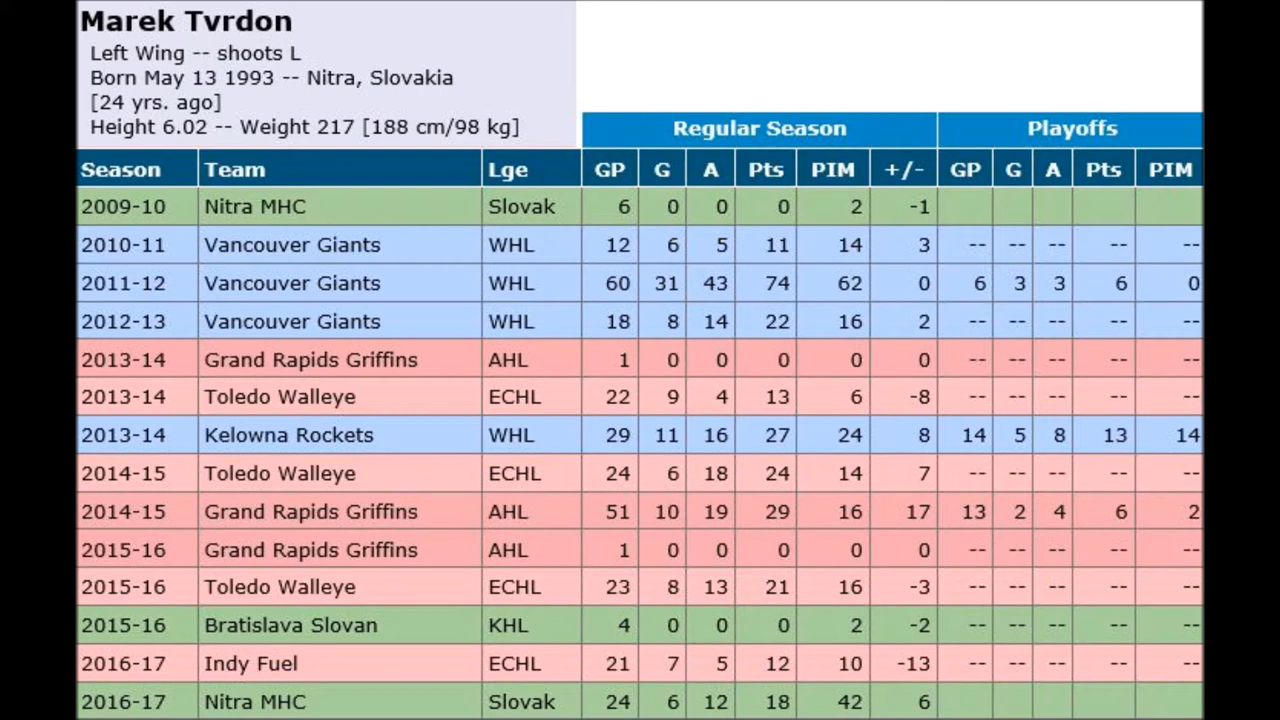 Marek Tvrdon
Left Wing -- shoots L
Born May 13 1993 -- Nitra, Slovakia
[24 yrs. ago]
Height 6.02 -- Weight 217 [188 cm/98 kg]
Regular Season Playoffs
Season Team Lge GP G A Pts PIM +/- GP G A Pts PIM
2009-10 Nitra MHC Slovak 6 0 0 0 2 -1
2010-11 Vancouver Giants WHL 12 6 5 11 14 3 -- -- -- -- --
2011-12 Vancouver Giants WHL 60 31 43 74 62 0 6 3 3 6 0
2012-13 Vancouver Giants WHL 18 8 14 22 16 2 -- -- -- -- --
2013-14 Grand Rapids Griffins AHL 1 0 0 0 0 0 -- -- -- -- --
2013-14 Toledo Walleye ECHL 22 9 4 13 6 -8 -- -- -- -- --
2013-14 Kelowna Rockets WHL 29 11 16 27 24 8 14 5 8 13 14
2014-15 Toledo Walleye ECHL 24 6 18 24 14 7 -- -- -- -- --
2014-15 Grand Rapids Griffins AHL 51 10 19 29 16 17 13 2 4 6 2
2015-16 Grand Rapids Griffins AHL 1 0 0 0 0 0 -- -- -- -- --
2015-16 Toledo Walleye ECHL 23 8 13 21 16 -3 -- -- -- -- --
2015-16 Bratislava Slovan KHL 4 0 0 0 2 -2 -- -- -- -- --
2016-17 Indy Fuel ECHL 21 7 5 12 10 -13 -- -- -- -- --
2016-17 Nitra MHC Slovak 24 6 12 18 42 6